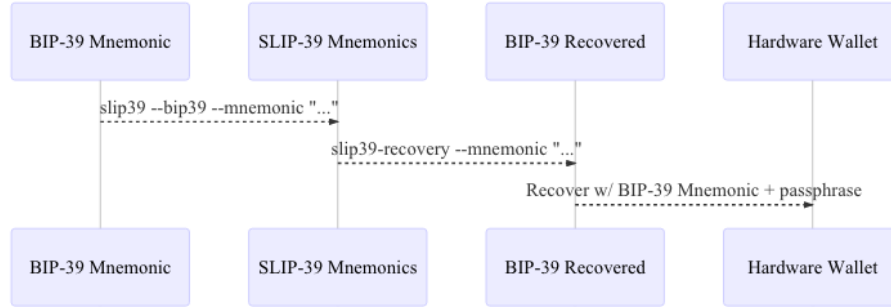 BIP-39 Mnemonic
SLIP-39 Mnemonics
BIP-39 Recovered
Hardware Wallet
slip39 --bip39 --mnemonic "..."
slip39-recovery --mnemonic "..."
Recover w/ BIP-39 Mnemonic + passphrase
BIP-39 Mnemonic
SLIP-39 Mnemonics
BIP-39 Recovered
Hardware Wallet